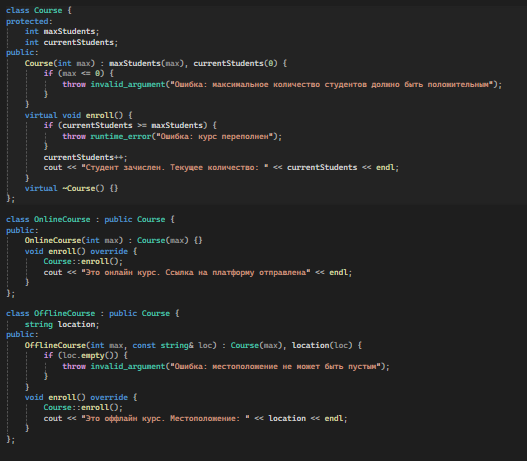 class Course {
protected:
    int maxStudents;
    int currentStudents;
public:
    Course(int max) : maxStudents(max), currentStudents(0) {
        if (max <= 0) {
            throw invalid_argument("Ошибка: максимальное количество студентов должно быть положительным");
        }
    }
    virtual void enroll() {
        if (currentStudents >= maxStudents) {
            throw runtime_error("Ошибка: курс переполнен");
        }
        currentStudents++;
        cout << "Студент зачислен. Текущее количество: " << currentStudents << endl;
    }
    virtual ~Course() {}
};
class OnlineCourse : public Course {
public:
    OnlineCourse(int max) : Course(max) {}
    void enroll() override {
        Course::enroll();
        cout << "Это онлайн курс. Ссылка на платформу отправлена" << endl;
    }
};
class OfflineCourse : public Course {
    string location;
public:
    OfflineCourse(int max, const string& loc) : Course(max), location(loc) {
        if (loc.empty()) {
            throw invalid_argument("Ошибка: местоположение не может быть пустым");
        }
    }
    void enroll() override {
        Course::enroll();
        cout << "Это оффлайн курс. Местоположение: " << location << endl;
    }
};